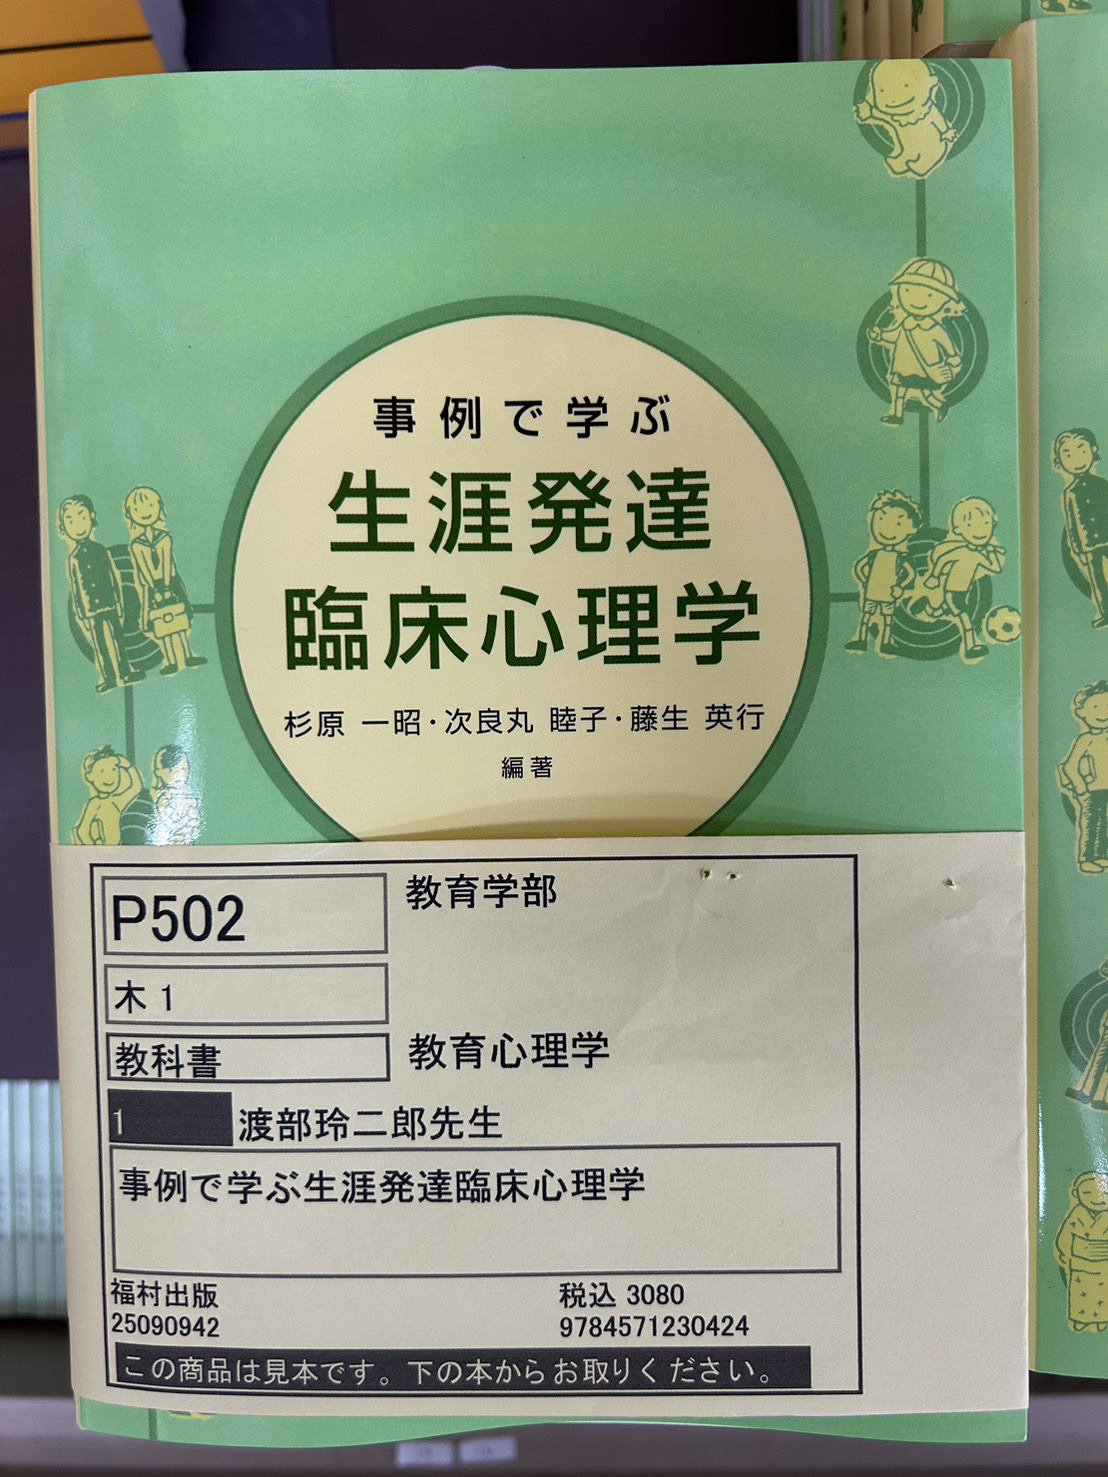 事例で学ぶ
生涯発達
臨床心理学
杉原 一昭・次良丸 睦子・藤生 英行
編著
P502
教育学部
木1
教科書
教育心理学
1
渡部玲二郎先生
事例で学ぶ生涯発達臨床心理学
福村出版
税込 3080
25090942
9784571230424
この商品は見本です。下の本からお取りください。